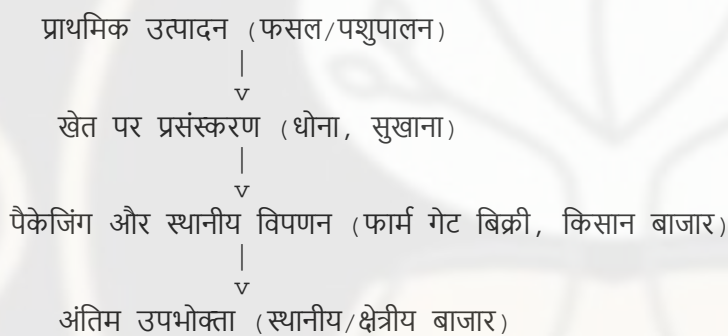 प्राथमिक उत्पादन (फसल/पशुपालन)
|
v
खेत पर प्रसंस्करण (धोना, सुखाना)
|
v
पैकेजिंग और स्थानीय विपणन (फार्म गेट बिक्री, किसान बाजार)
|
v
अंतिम उपभोक्ता (स्थानीय/क्षेत्रीय बाजार)